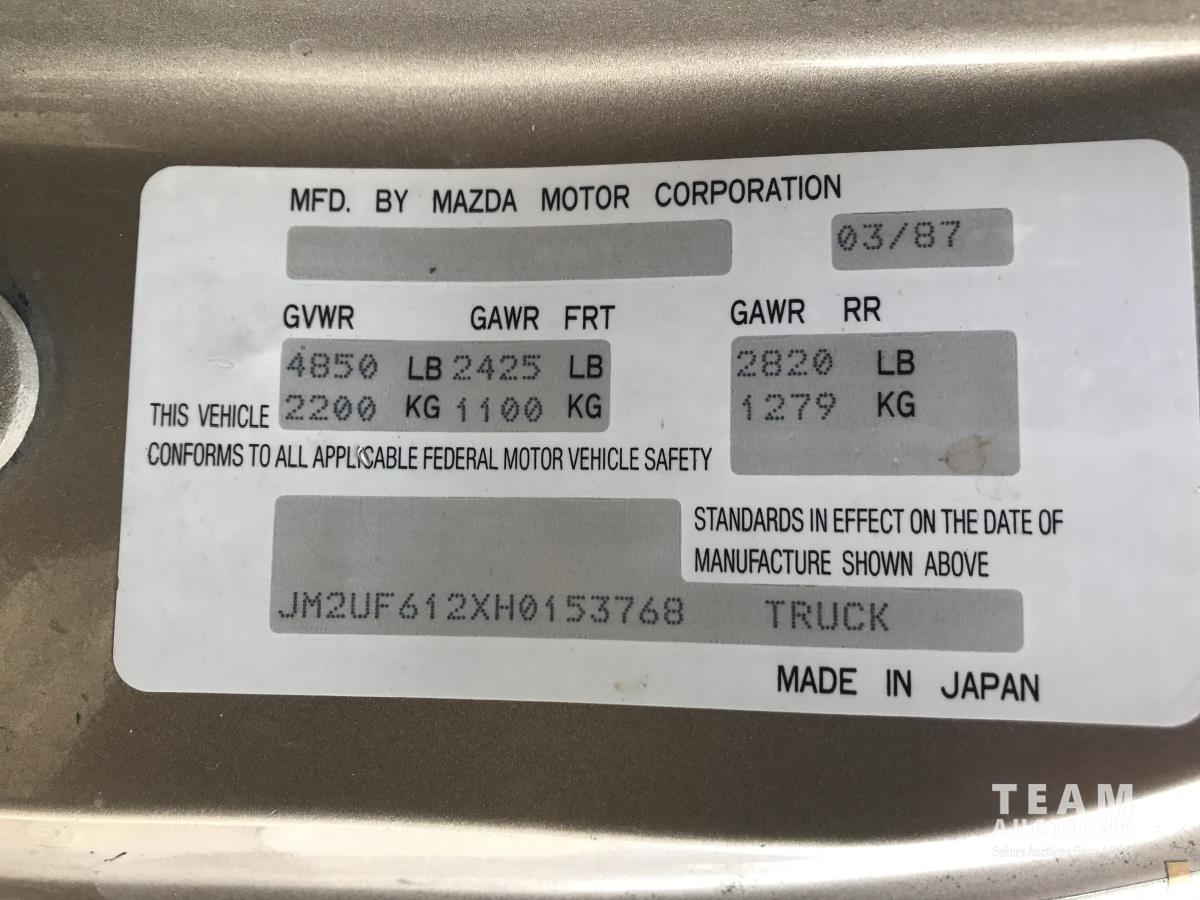 MFD. BY MAZDA MOTOR CORPORATION
03/87
GVWR GAWR FRT GAWR RR
4850 LB 2425 LB 2820 LB
2200 KG 1100 KG 1279 KG
THIS VEHICLE
CONFORMS TO ALL APPLICABLE FEDERAL MOTOR VEHICLE SAFETY
STANDARDS IN EFFECT ON THE DATE OF
MANUFACTURE SHOWN ABOVE
JM2UF612XH0153768 TRUCK
MADE IN JAPAN
TEAM
AUCTIONS